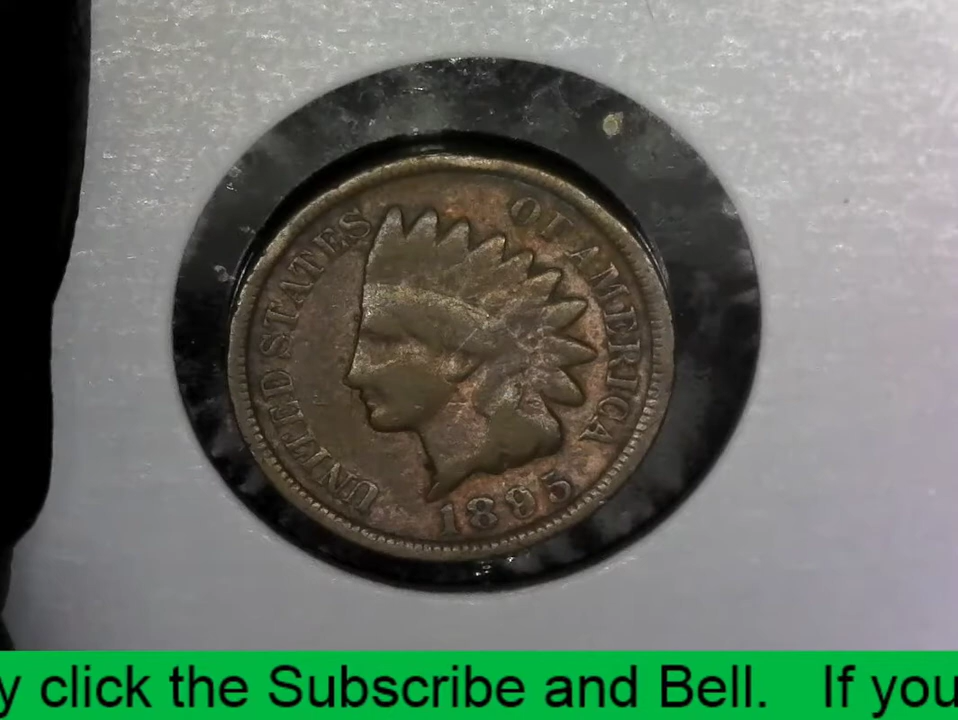 UNITED STATES OF AMERICA
1895
y click the Subscribe and Bell. If you